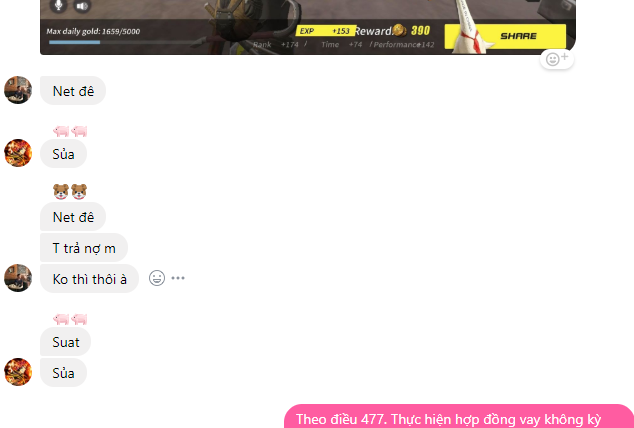 Max daily gold: 1659/5000
EXP +153 Reward: 390
Rank +174 / Time +74 / Performance+142
SHARE
Net đê
Sủa
Net đê
T trả nợ m
Ko thì thôi à
Suat
Sủa
Theo điều 477. Thực hiện hợp đồng vay không kỳ